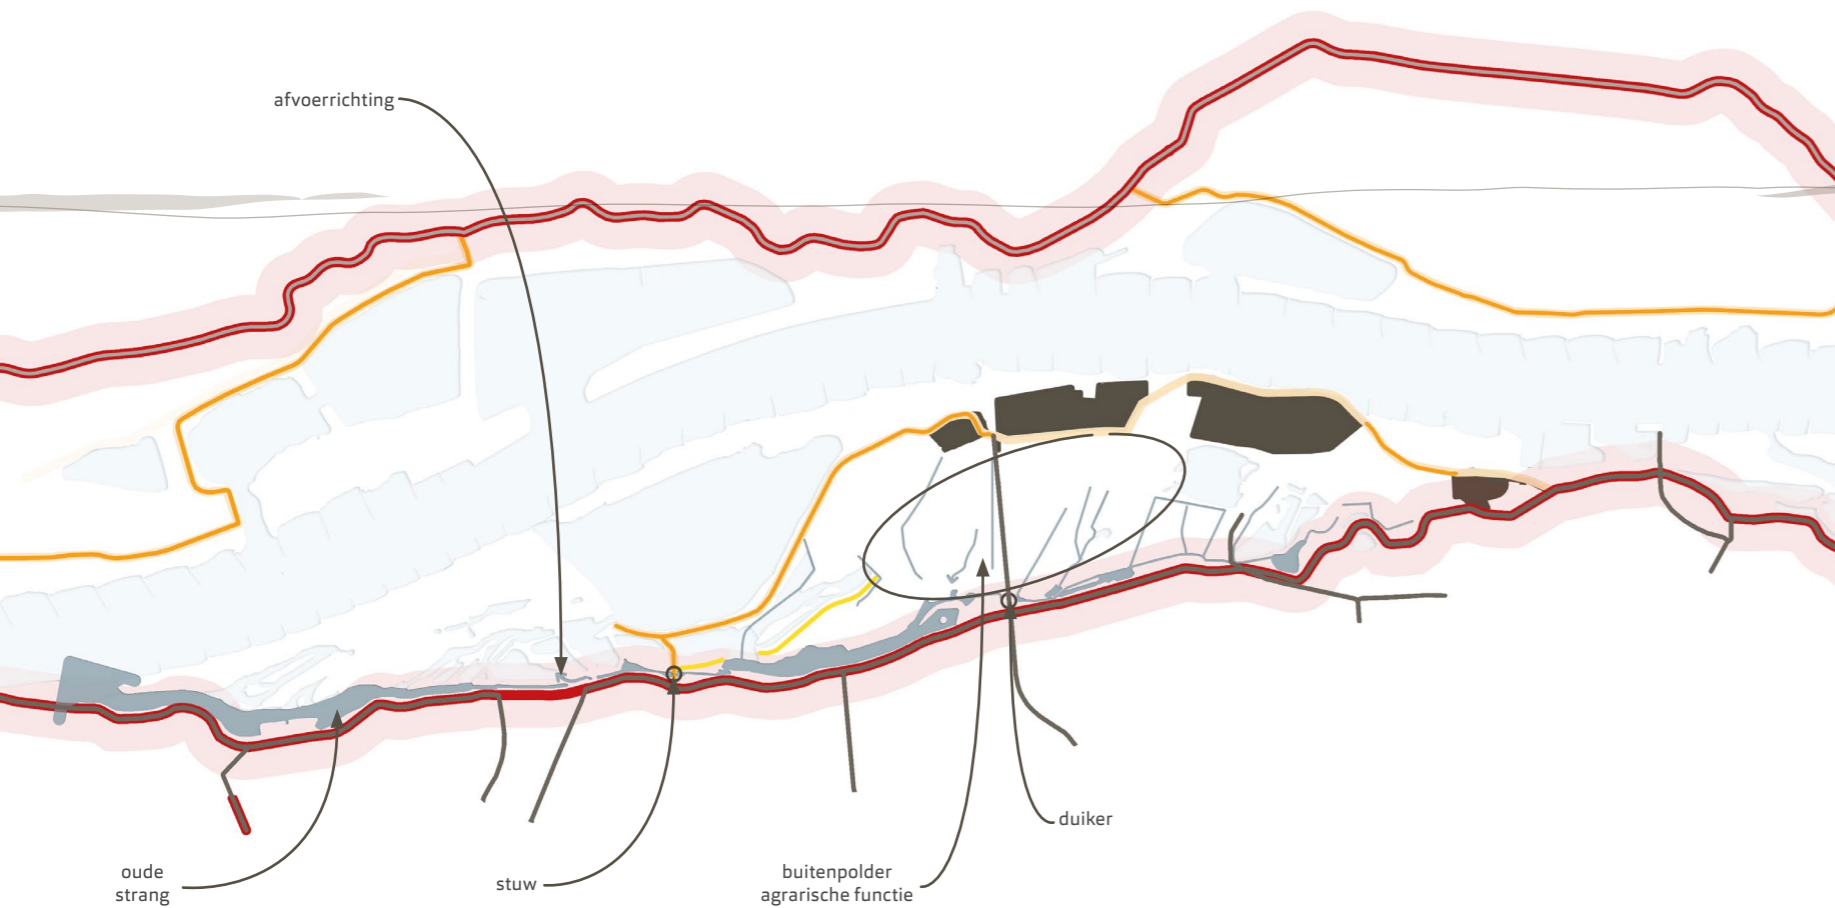 afvoerrichting
duiker
oude
strang
stuw
buitenpolder
agrarische functie